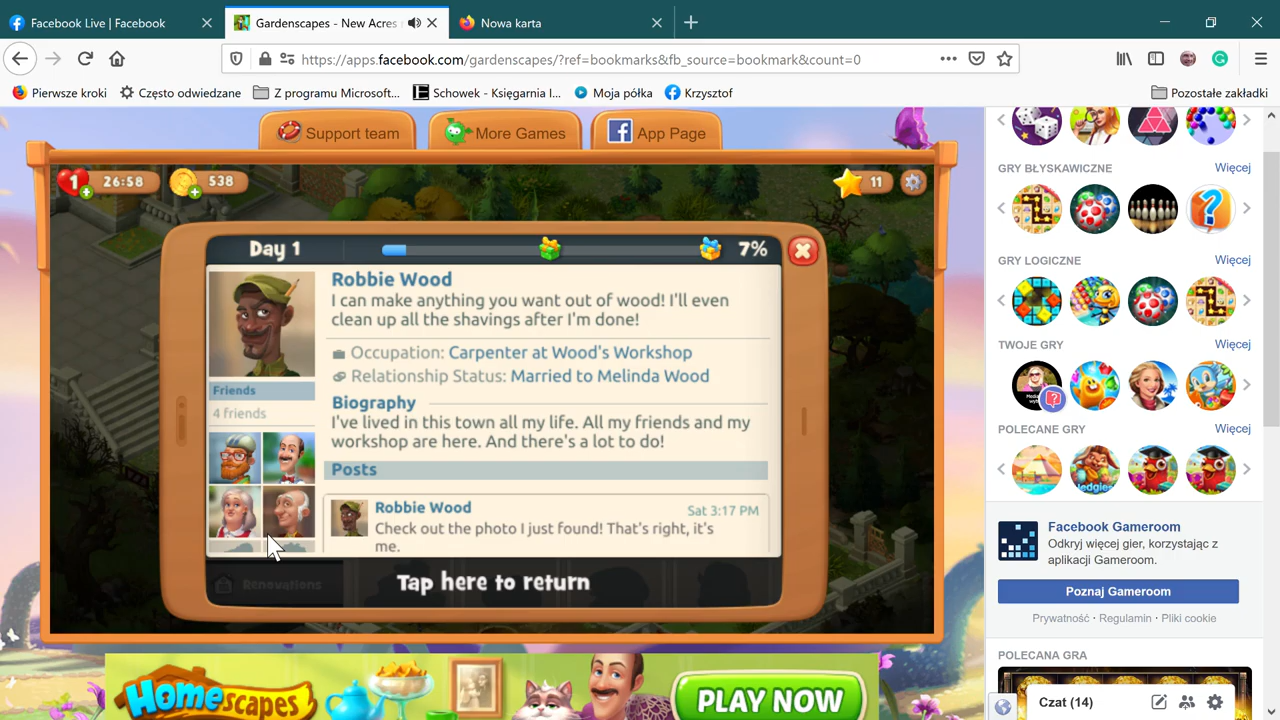 Facebook Live | Facebook
Gardenscapes - New Acres
Nowa karta
https://apps.facebook.com/gardenscapes/?ref=bookmarks&fb_source=bookmark&count=0
Pierwsze kroki
Często odwiedzane
Z programu Microsoft...
Schowek - Księgarnia I...
Moja półka
Krzysztof
Pozostałe zakładki
Support team
More Games
App Page
1
26:58
538
11
Day 1
7%
Robbie Wood
I can make anything you want out of wood! I'll even
clean up all the shavings after I'm done!
Occupation: Carpenter at Wood's Workshop
Relationship Status: Married to Melinda Wood
Friends
4 friends
Biography
I've lived in this town all my life. All my friends and my
workshop are here. And there's a lot to do!
Posts
Robbie Wood
Sat 3:17 PM
Check out the photo I just found! That's right, it's
me.
Renovations
Tap here to return
Homescapes
PLAY NOW
GRY BŁYSKAWICZNE
Więcej
GRY LOGICZNE
Więcej
TWOJE GRY
Więcej
POLECANE GRY
Więcej
Facebook Gameroom
Odkryj więcej gier, korzystając z
aplikacji Gameroom.
Poznaj Gameroom
Prywatność · Regulamin · Pliki cookie
POLECANA GRA
Czat (14)